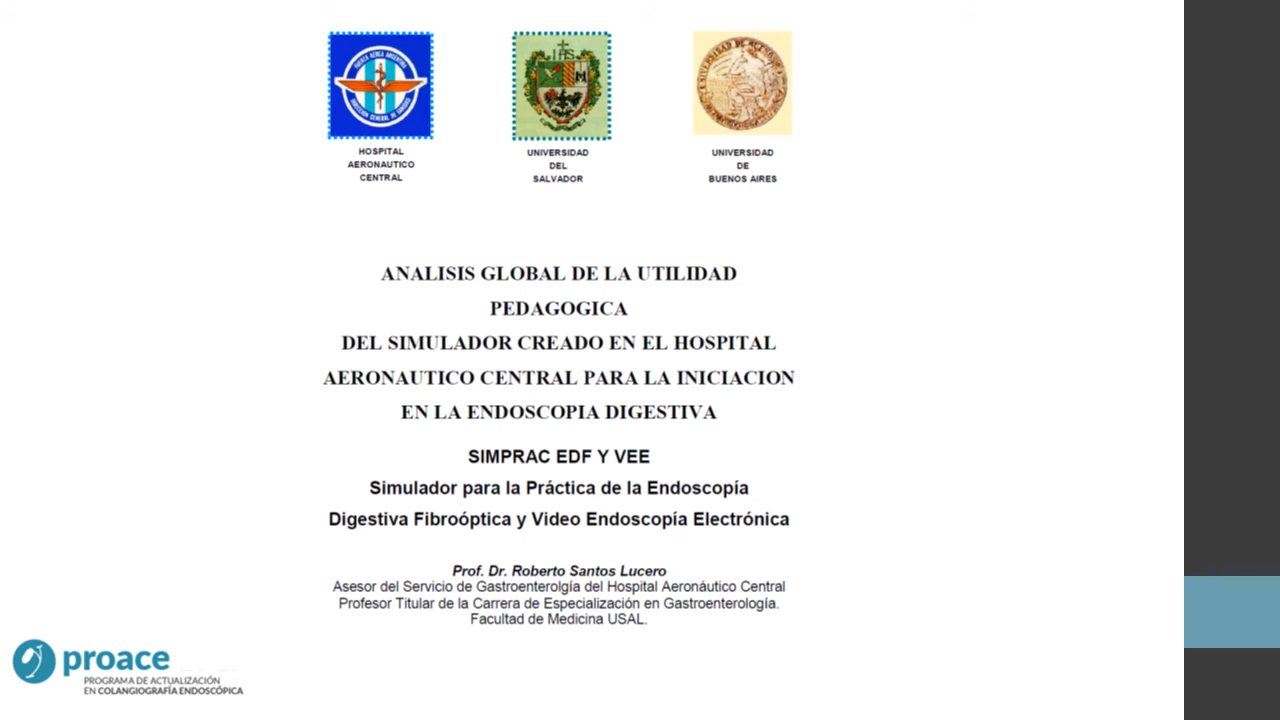 HOSPITAL
AERONAUTICO
CENTRAL
UNIVERSIDAD
DEL
SALVADOR
UNIVERSIDAD
DE
BUENOS AIRES
ANALISIS GLOBAL DE LA UTILIDAD
PEDAGOGICA
DEL SIMULADOR CREADO EN EL HOSPITAL
AERONAUTICO CENTRAL PARA LA INICIACION
EN LA ENDOSCOPIA DIGESTIVA
SIMPRAC EDF Y VEE
Simulador para la Práctica de la Endoscopía
Digestiva Fibroóptica y Video Endoscopía Electrónica
Prof. Dr. Roberto Santos Lucero
Asesor del Servicio de Gastroenterolgía del Hospital Aeronáutico Central
Profesor Titular de la Carrera de Especialización en Gastroenterología.
Facultad de Medicina USAL.
proace
PROGRAMA DE ACTUALIZACIÓN
EN COLANGIOGRAFÍA ENDOSCÓPICA